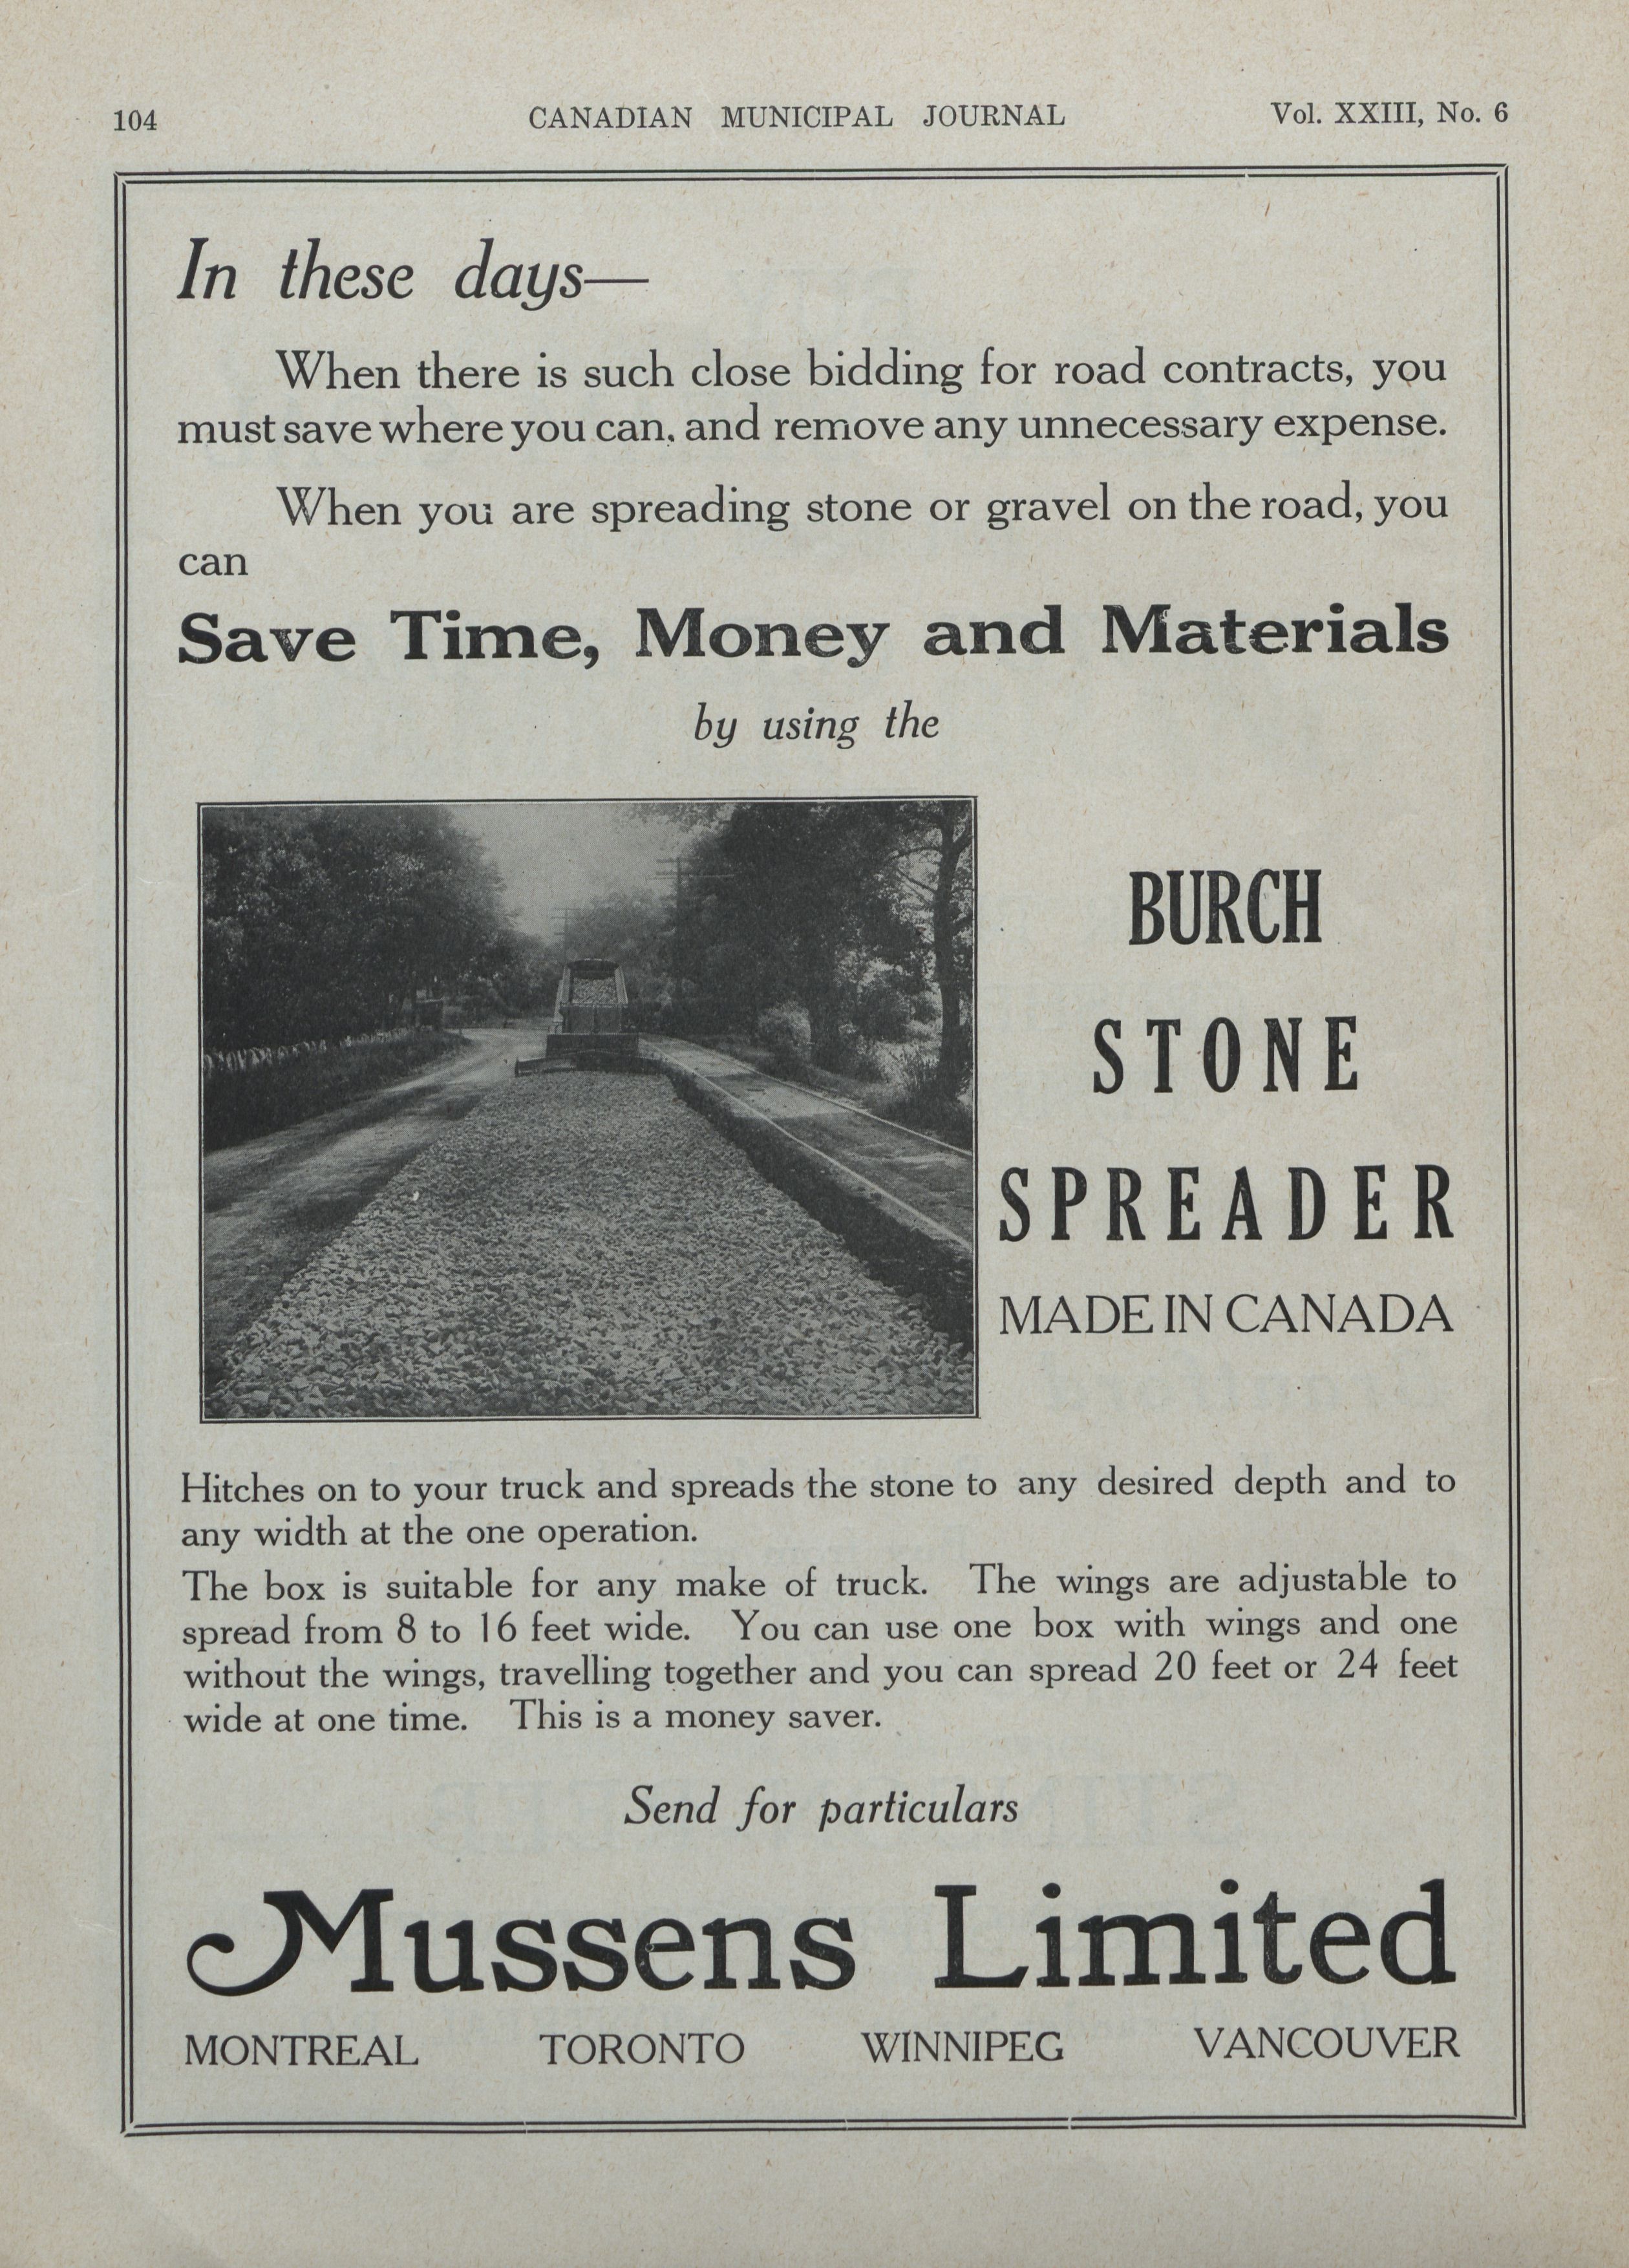 104
CANADIAN MUNICIPAL JOURNAL
Vol. XXIII, No. 6
In these days—
When there is such close bidding for road contracts, you
must save where you can, and remove any unnecessary expense.
When you are spreading stone or gravel on the road, you
can
Save Time, Money and Materials
by using the
BURCH
STONE
SPREADER
MADE IN CANADA
Hitches on to your truck and spreads the stone to any desired depth and to
any width at the one operation.
The box is suitable for any make of truck. The wings are adjustable to
spread from 8 to 16 feet wide. You can use one box with wings and one
without the wings, travelling together and you can spread 20 feet or 24 feet
wide at one time. This is a money saver.
Send for particulars
Mussens Limited
MONTREAL TORONTO WINNIPEG VANCOUVER